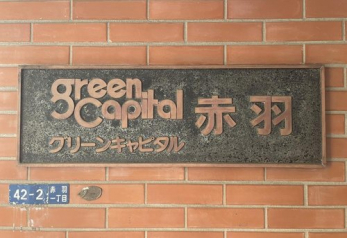 green
Capital 赤羽
グリーンキャピタル
42-2 赤羽
一丁目